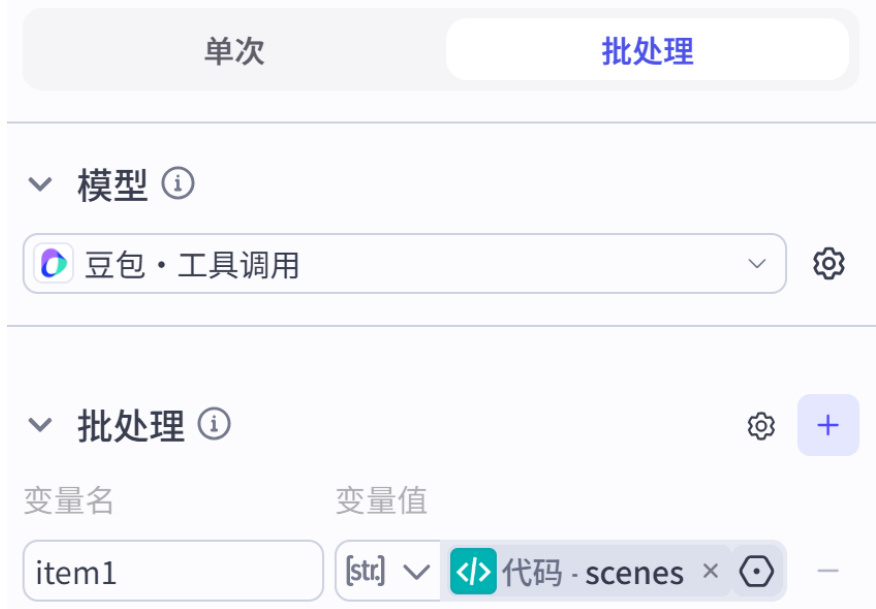 单次 批处理
模型
豆包·工具调用
批处理
变量名 变量值
item1 [str.] 代码 - scenes